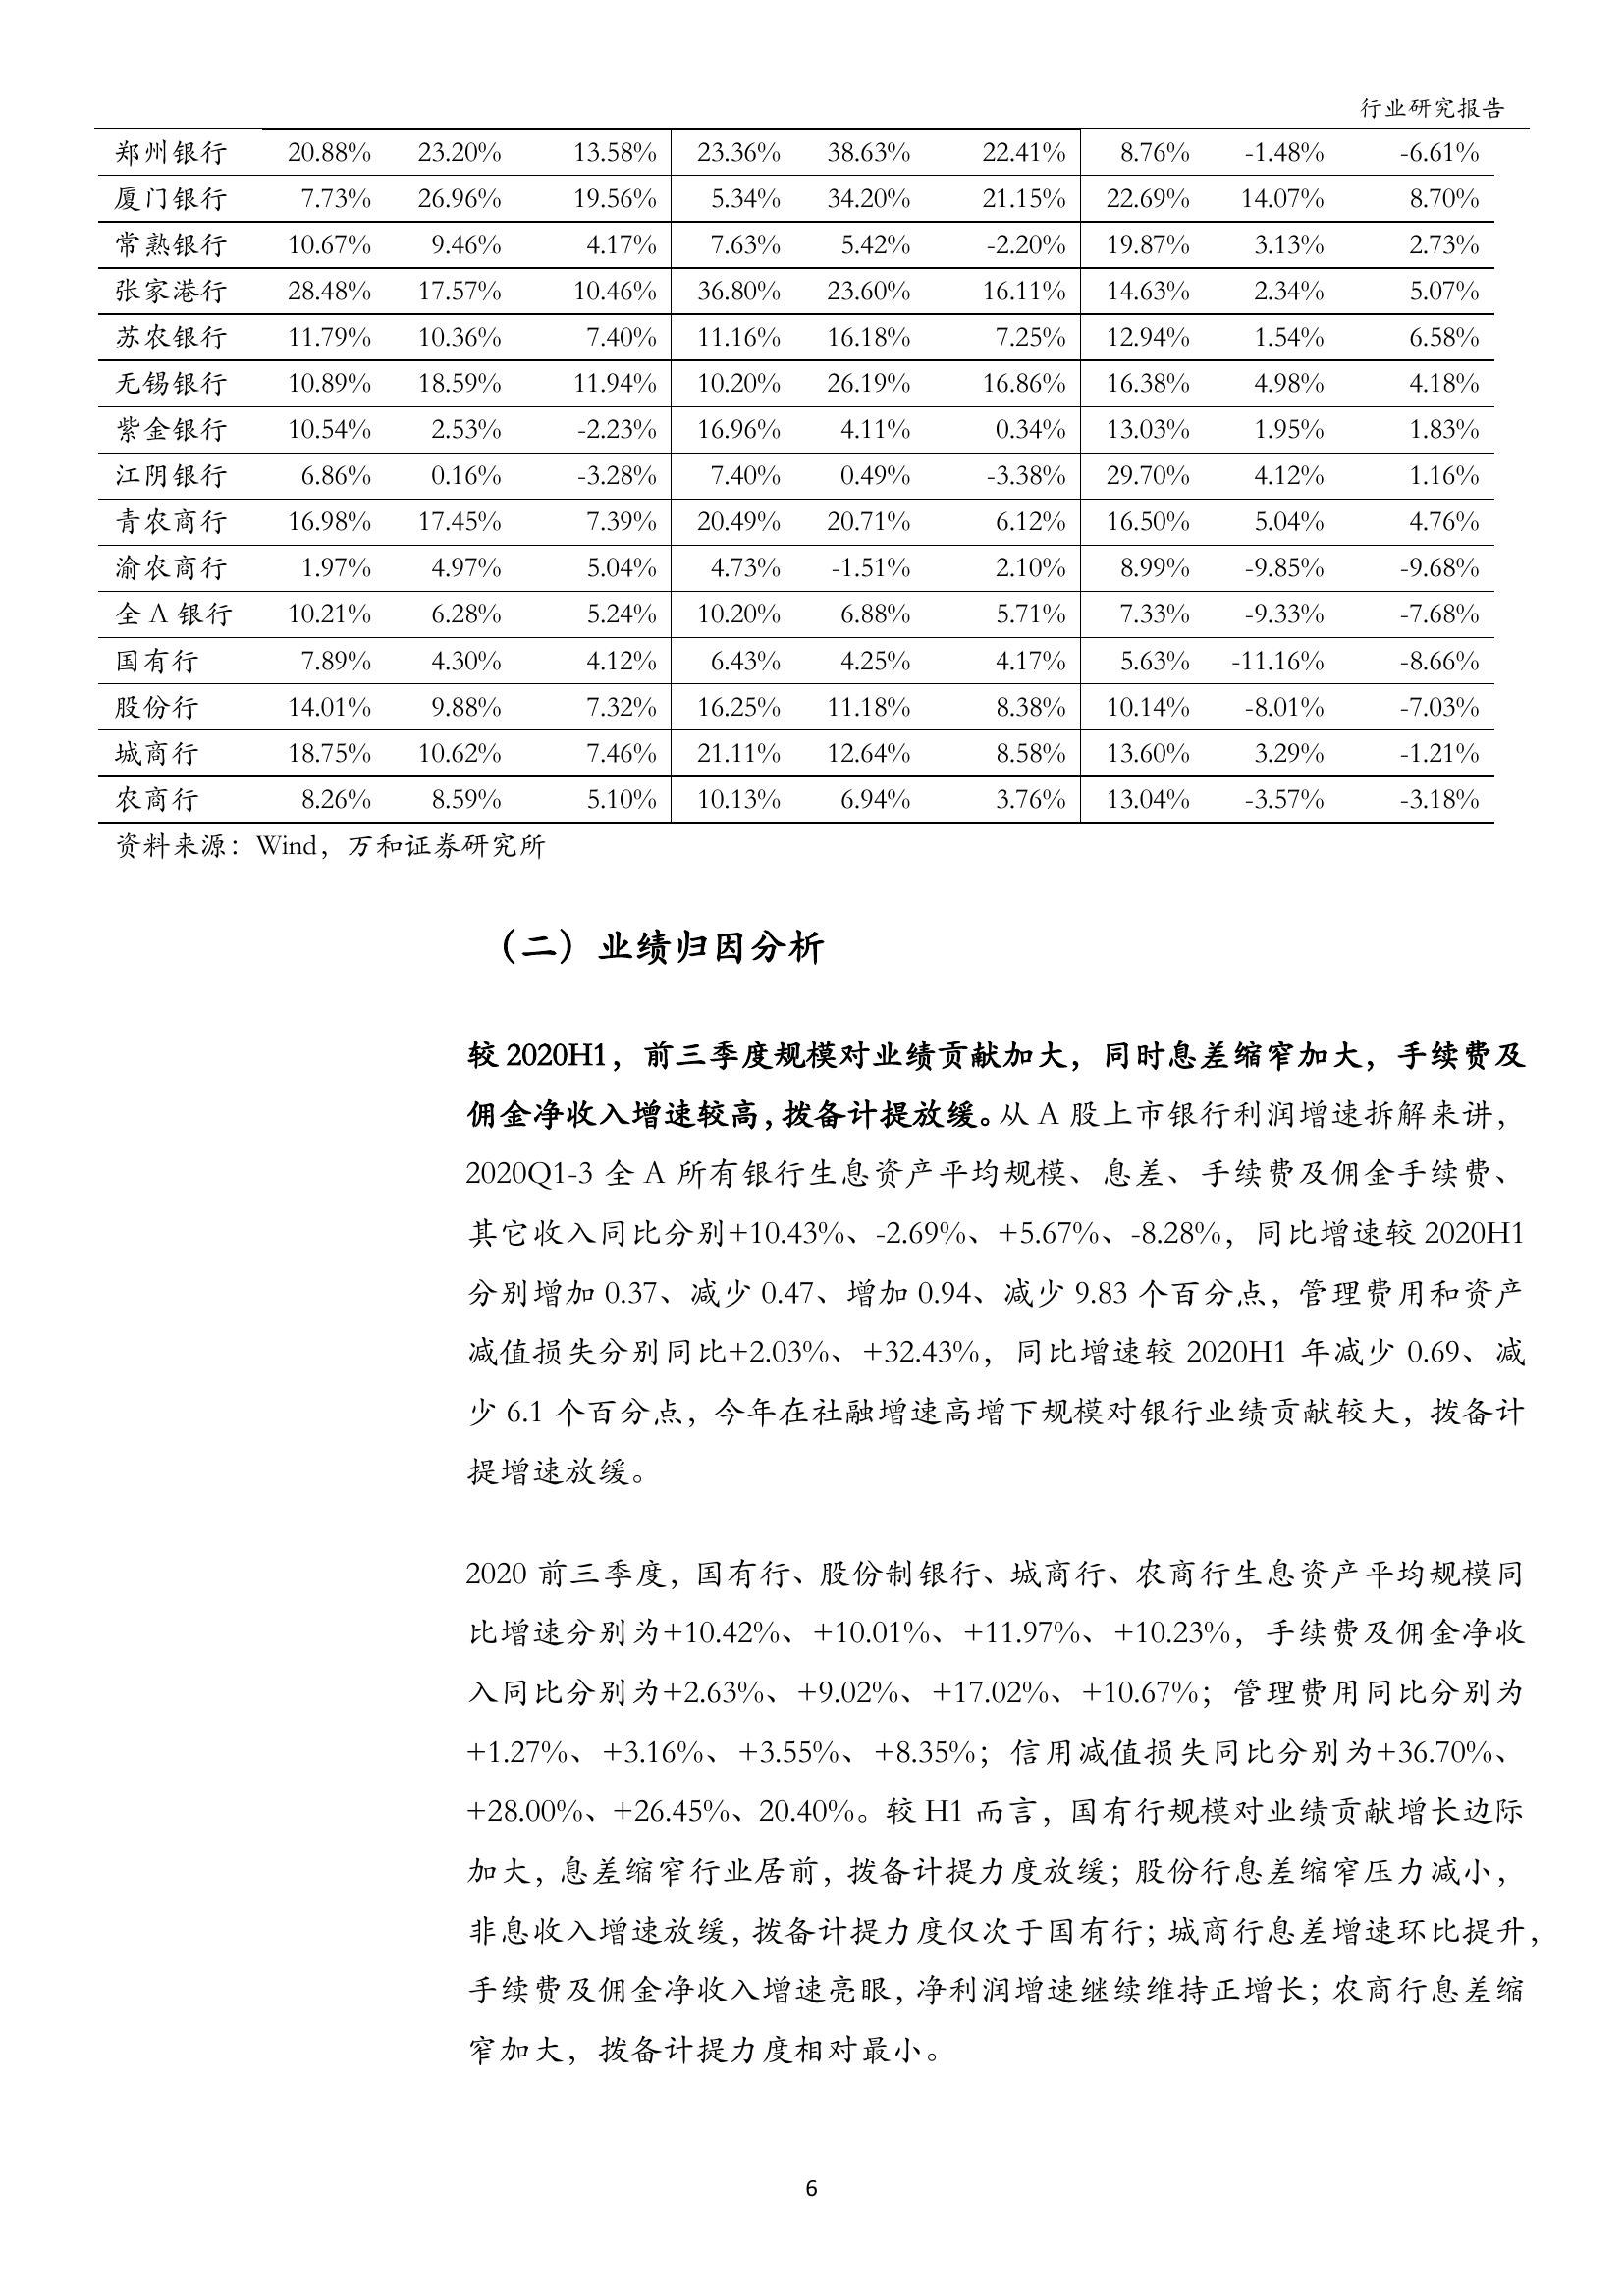 行业研究报告
郑州银行 20.88% 23.20% 13.58% 23.36% 38.63% 22.41% 8.76% -1.48% -6.61%
厦门银行 7.73% 26.96% 19.56% 5.34% 34.20% 21.15% 22.69% 14.07% 8.70%
常熟银行 10.67% 9.46% 4.17% 7.63% 5.42% -2.20% 19.87% 3.13% 2.73%
张家港行 28.48% 17.57% 10.46% 36.80% 23.60% 16.11% 14.63% 2.34% 5.07%
苏农银行 11.79% 10.36% 7.40% 11.16% 16.18% 7.25% 12.94% 1.54% 6.58%
无锡银行 10.89% 18.59% 11.94% 10.20% 26.19% 16.86% 16.38% 4.98% 4.18%
紫金银行 10.54% 2.53% -2.23% 16.96% 4.11% 0.34% 13.03% 1.95% 1.83%
江阴银行 6.86% 0.16% -3.28% 7.40% 0.49% -3.38% 29.70% 4.12% 1.16%
青农商行 16.98% 17.45% 7.39% 20.49% 20.71% 6.12% 16.50% 5.04% 4.76%
渝农商行 1.97% 4.97% 5.04% 4.73% -1.51% 2.10% 8.99% -9.85% -9.68%
全 A 银行 10.21% 6.28% 5.24% 10.20% 6.88% 5.71% 7.33% -9.33% -7.68%
国有行 7.89% 4.30% 4.12% 6.43% 4.25% 4.17% 5.63% -11.16% -8.66%
股份行 14.01% 9.88% 7.32% 16.25% 11.18% 8.38% 10.14% -8.01% -7.03%
城商行 18.75% 10.62% 7.46% 21.11% 12.64% 8.58% 13.60% 3.29% -1.21%
农商行 8.26% 8.59% 5.10% 10.13% 6.94% 3.76% 13.04% -3.57% -3.18%
资料来源：Wind，万和证券研究所
（二）业绩归因分析
较 2020H1，前三季度规模对业绩贡献加大，同时息差缩窄加大，手续费及
佣金净收入增速较高，拨备计提放缓。从 A 股上市银行利润增速拆解来讲，
2020Q1-3 全 A 所有银行生息资产平均规模、息差、手续费及佣金手续费、
其它收入同比分别+10.43%、-2.69%、+5.67%、-8.28%，同比增速较 2020H1
分别增加 0.37、减少 0.47、增加 0.94、减少 9.83 个百分点，管理费用和资产
减值损失分别同比+2.03%、+32.43%，同比增速较 2020H1 年减少 0.69、减
少 6.1 个百分点，今年在社融增速高增下规模对银行业绩贡献较大，拨备计
提增速放缓。
2020 前三季度，国有行、股份制银行、城商行、农商行生息资产平均规模同
比增速分别为+10.42%、+10.01%、+11.97%、+10.23%，手续费及佣金净收
入同比分别为+2.63%、+9.02%、+17.02%、+10.67%；管理费用同比分别为
+1.27%、+3.16%、+3.55%、+8.35%；信用减值损失同比分别为+36.70%、
+28.00%、+26.45%、20.40%。较 H1 而言，国有行规模对业绩贡献增长边际
加大，息差缩窄行业居前，拨备计提力度放缓；股份行息差缩窄压力减小，
非息收入增速放缓，拨备计提力度仅次于国有行；城商行息差增速环比提升，
手续费及佣金净收入增速亮眼，净利润增速继续维持正增长；农商行息差缩
窄加大，拨备计提力度相对最小。
6